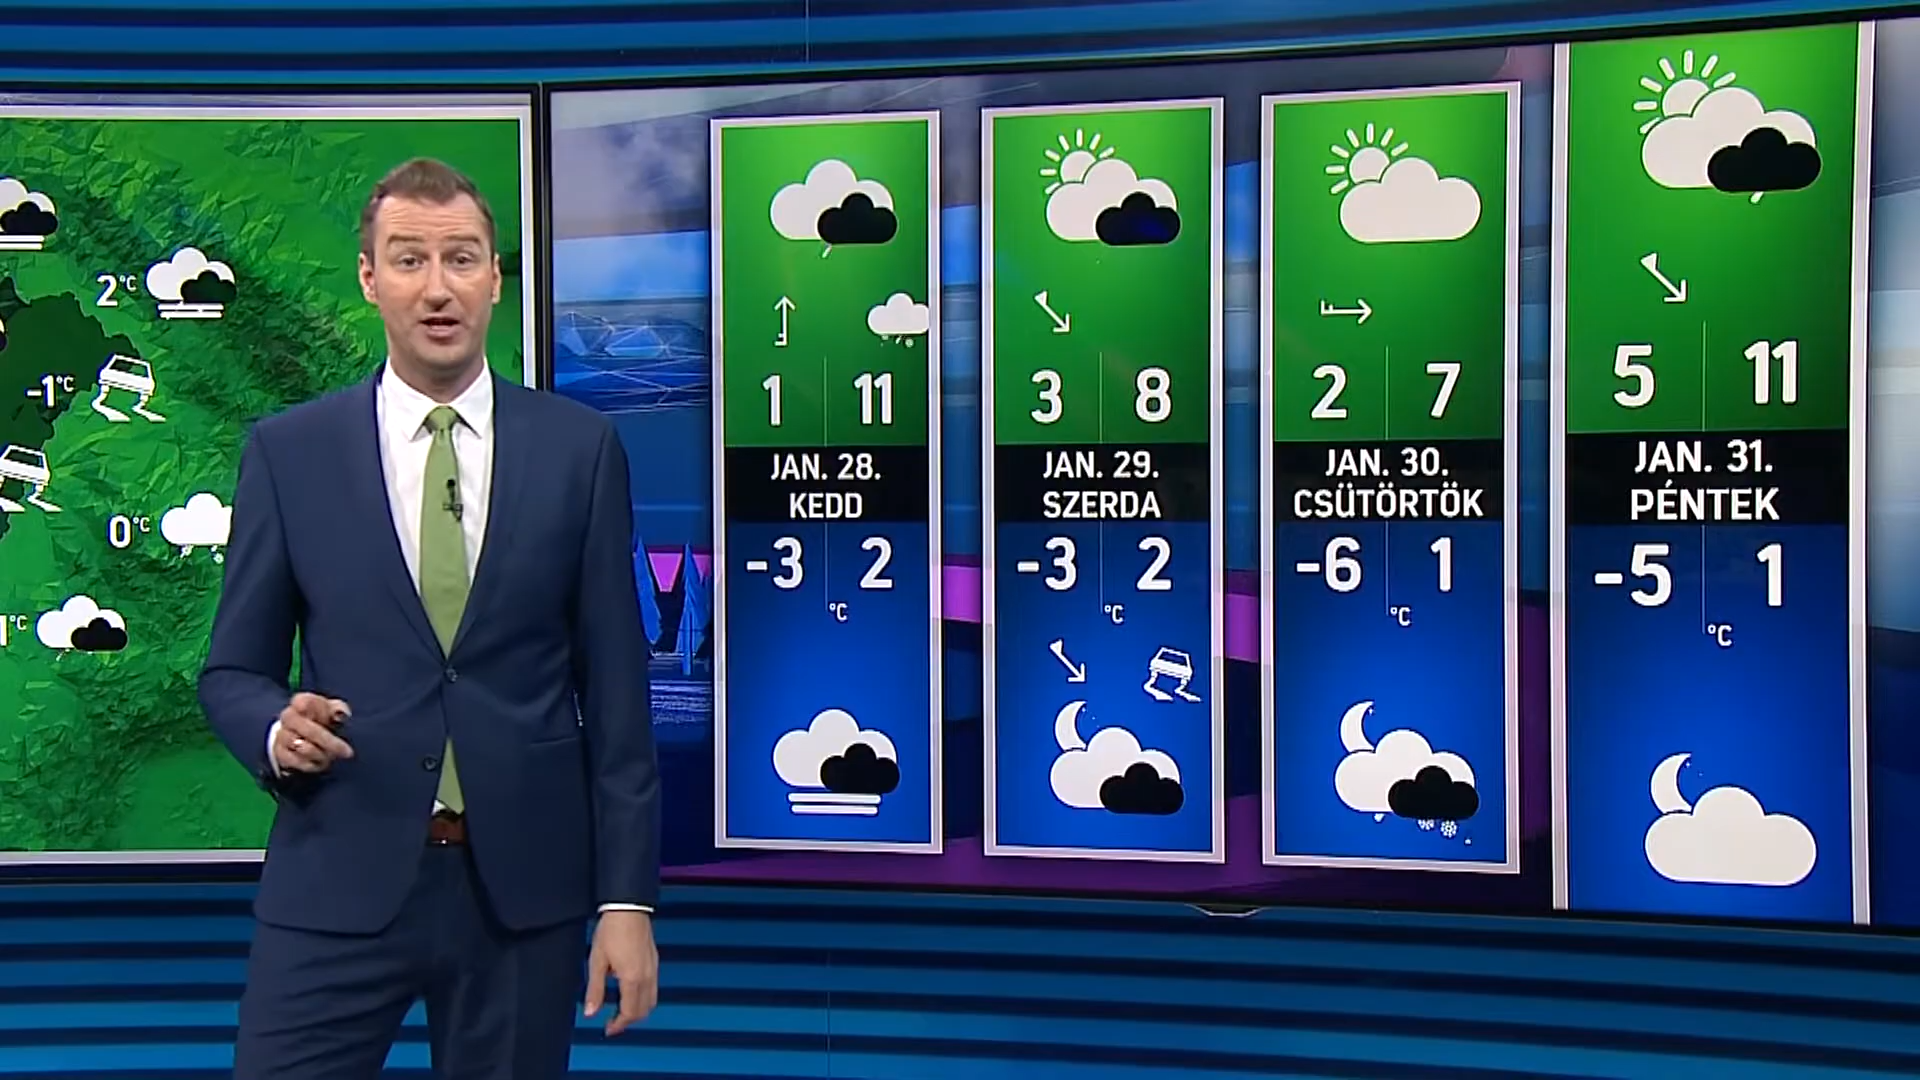 2°C
-1°C
0°C
1°C
1 11
JAN. 28.
KEDD
-3 2
°C
3 8
JAN. 29.
SZERDA
-3 2
°C
2 7
JAN. 30.
CSÜTÖRTÖK
-6 1
°C
5 11
JAN. 31.
PÉNTEK
-5 1
°C